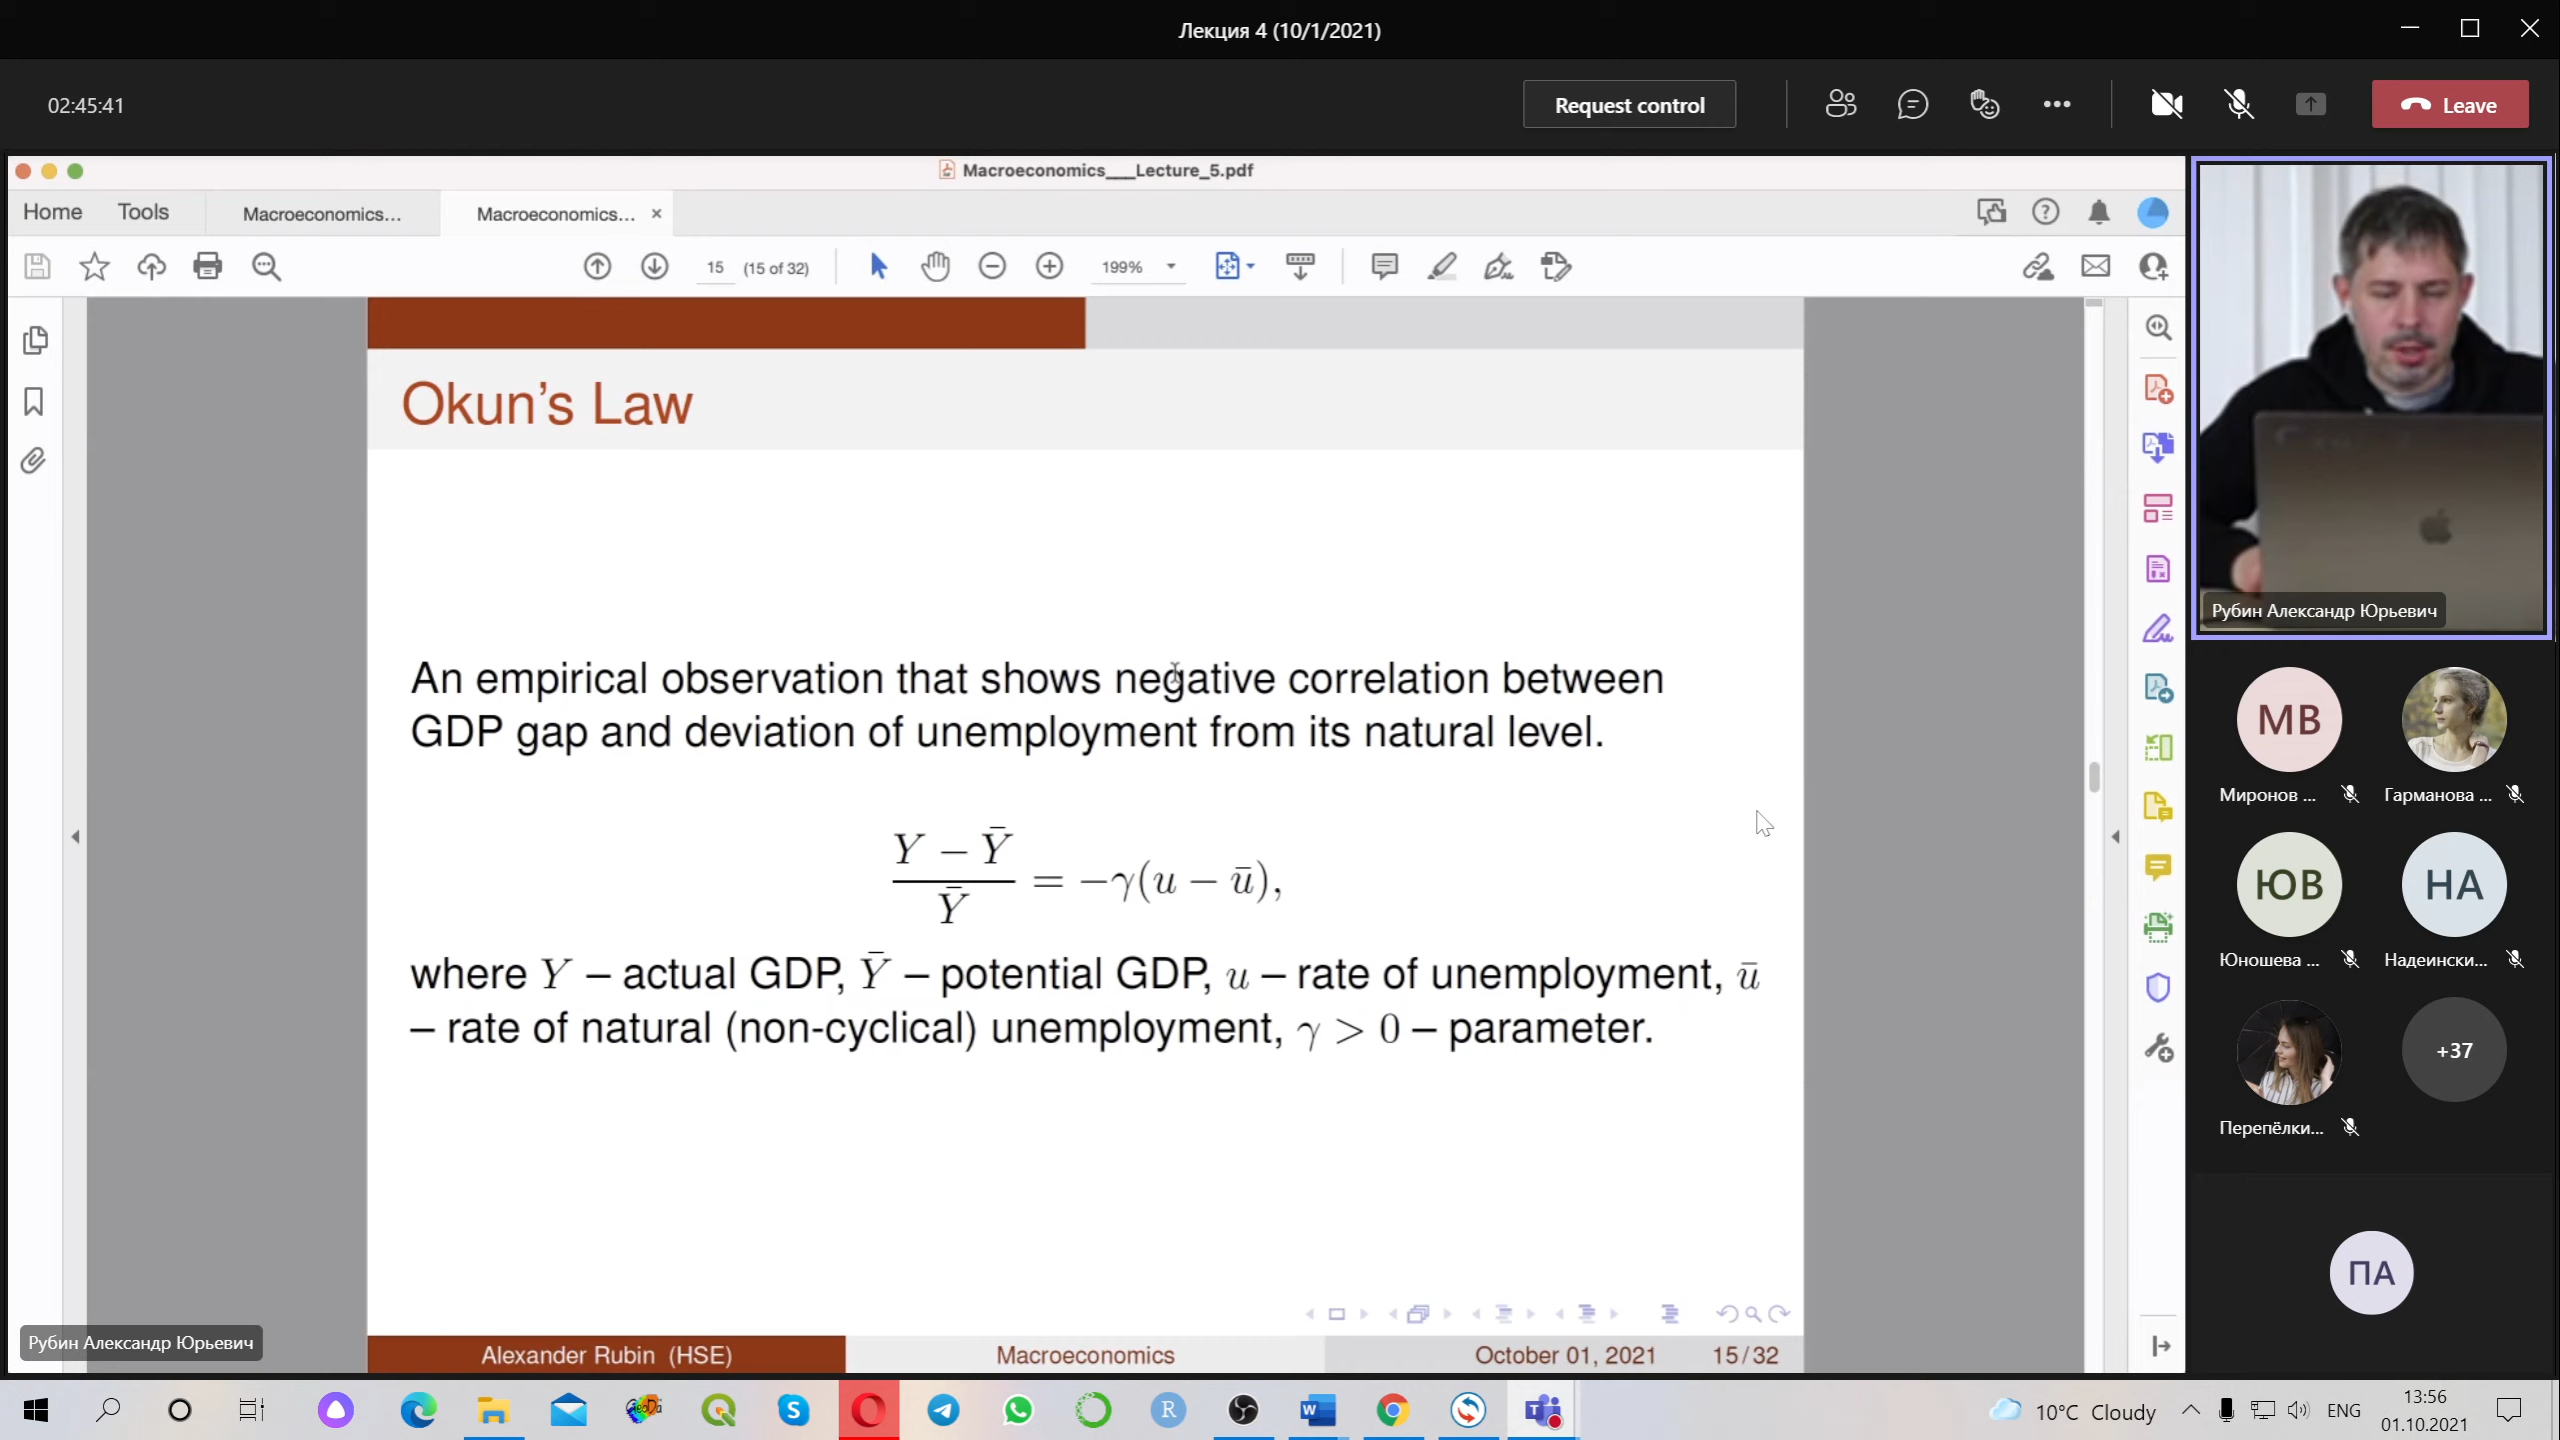 Лекция 4 (10/1/2021)
02:45:41
Request control
Leave
Macroeconomics___Lecture_5.pdf
Home
Tools
Macroeconomics...
Macroeconomics...
15
(15 of 32)
199%
Okun's Law
An empirical observation that shows negative correlation between
GDP gap and deviation of unemployment from its natural level.
(Y − Ȳ)/Ȳ = −γ(u − ū),
where Y – actual GDP, Ȳ – potential GDP, u – rate of unemployment, ū
– rate of natural (non-cyclical) unemployment, γ > 0 – parameter.
Alexander Rubin (HSE)
Macroeconomics
October 01, 2021
15/32
Рубин Александр Юрьевич
Рубин Александр Юрьевич
МВ
Миронов ...
Гарманова ...
ЮВ
Юношева ...
НА
Надеински...
Перепёлки...
+37
ПА
GeoDa
R
W
10°C Cloudy
ENG
13:56
01.10.2021